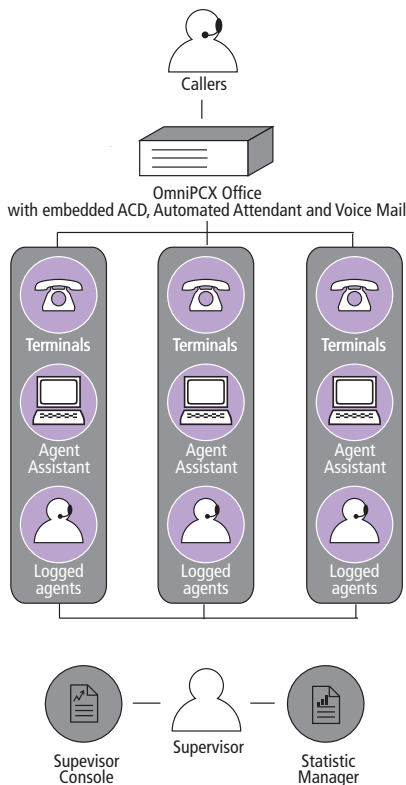 Callers
OmniPCX Office
with embedded ACD, Automated Attendant and Voice Mail
Terminals
Agent
Assistant
Logged
agents
Terminals
Agent
Assistant
Logged
agents
Terminals
Agent
Assistant
Logged
agents
Supevisor
Console
Supervisor
Statistic
Manager